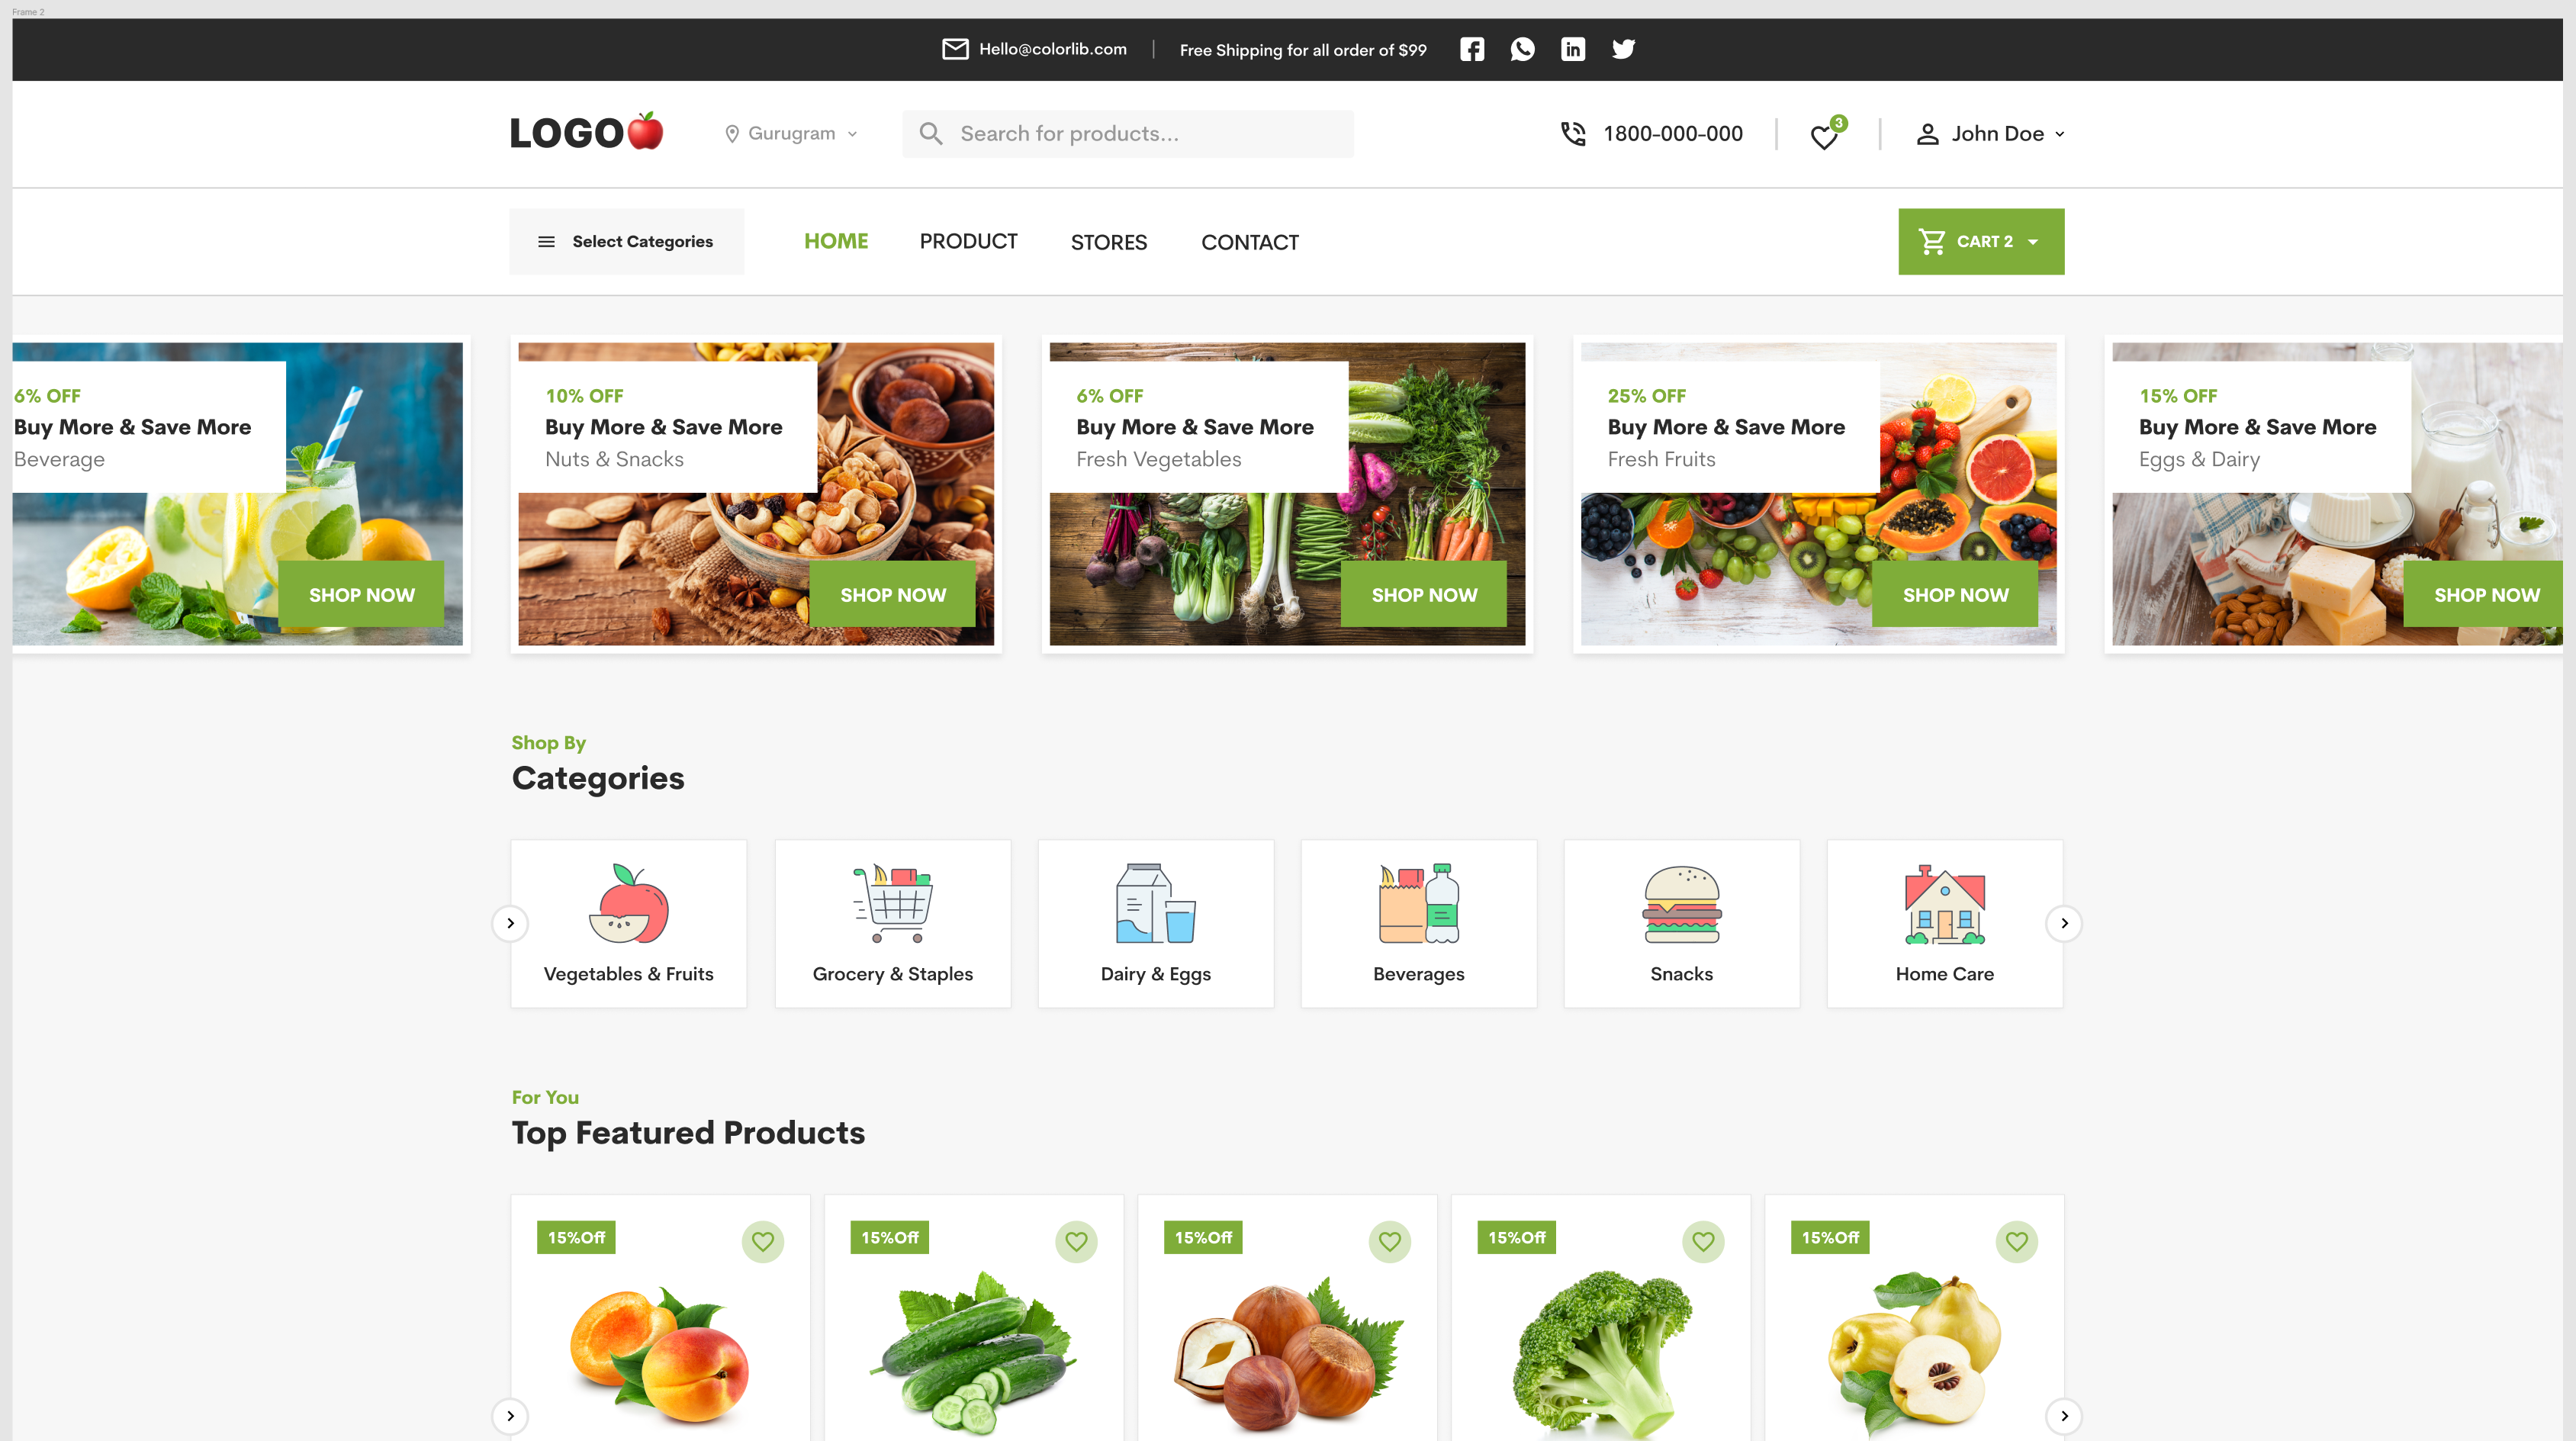 Frame 2
Hello@colorlib.com
Free Shipping for all order of $99
LOGO
Gurugram
Search for products...
1800-000-000
3
John Doe
Select Categories
HOME
PRODUCT
STORES
CONTACT
CART 2
6% OFF
Buy More & Save More
Beverage
SHOP NOW
10% OFF
Buy More & Save More
Nuts & Snacks
SHOP NOW
6% OFF
Buy More & Save More
Fresh Vegetables
SHOP NOW
25% OFF
Buy More & Save More
Fresh Fruits
SHOP NOW
15% OFF
Buy More & Save More
Eggs & Dairy
SHOP NOW
Shop By
Categories
Vegetables & Fruits
Grocery & Staples
Dairy & Eggs
Beverages
Snacks
Home Care
For You
Top Featured Products
15%Off
15%Off
15%Off
15%Off
15%Off